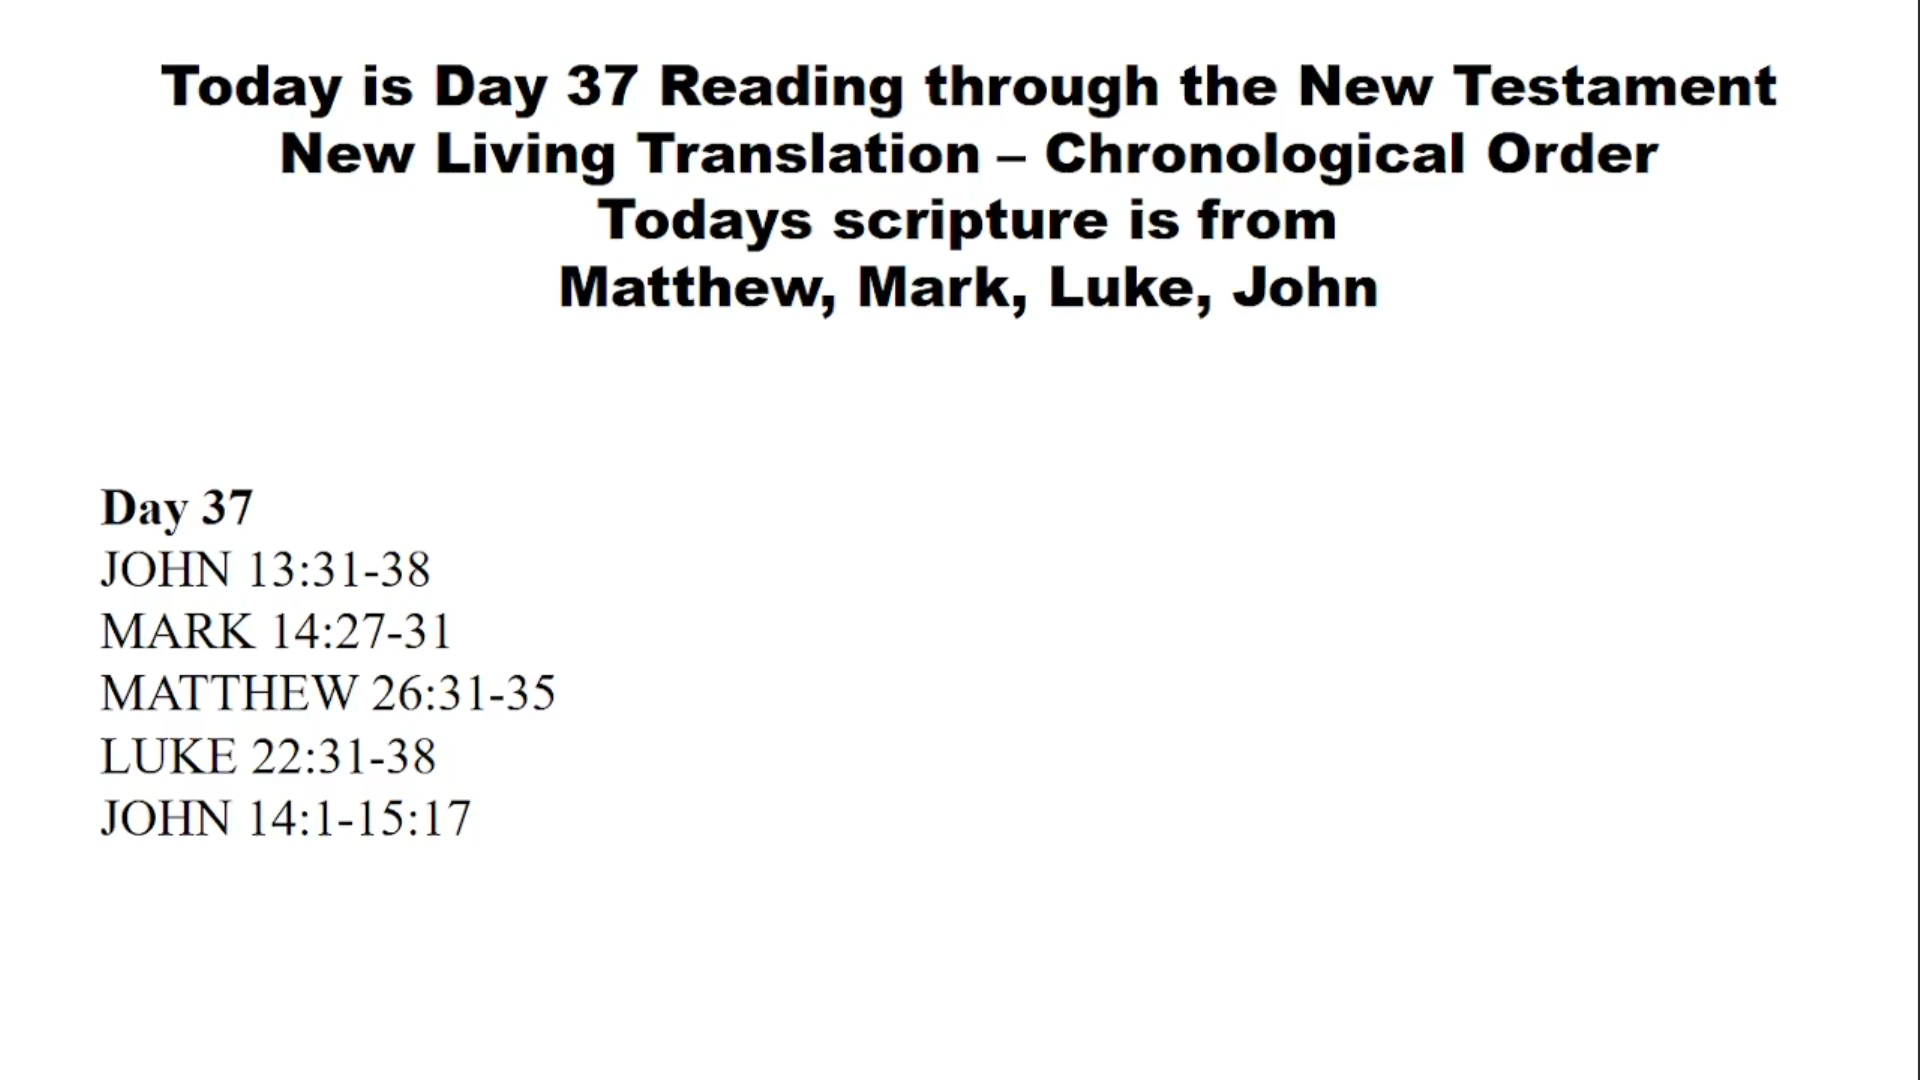 Today is Day 37 Reading through the New Testament
New Living Translation – Chronological Order
Todays scripture is from
Matthew, Mark, Luke, John
Day 37
JOHN 13:31-38
MARK 14:27-31
MATTHEW 26:31-35
LUKE 22:31-38
JOHN 14:1-15:17